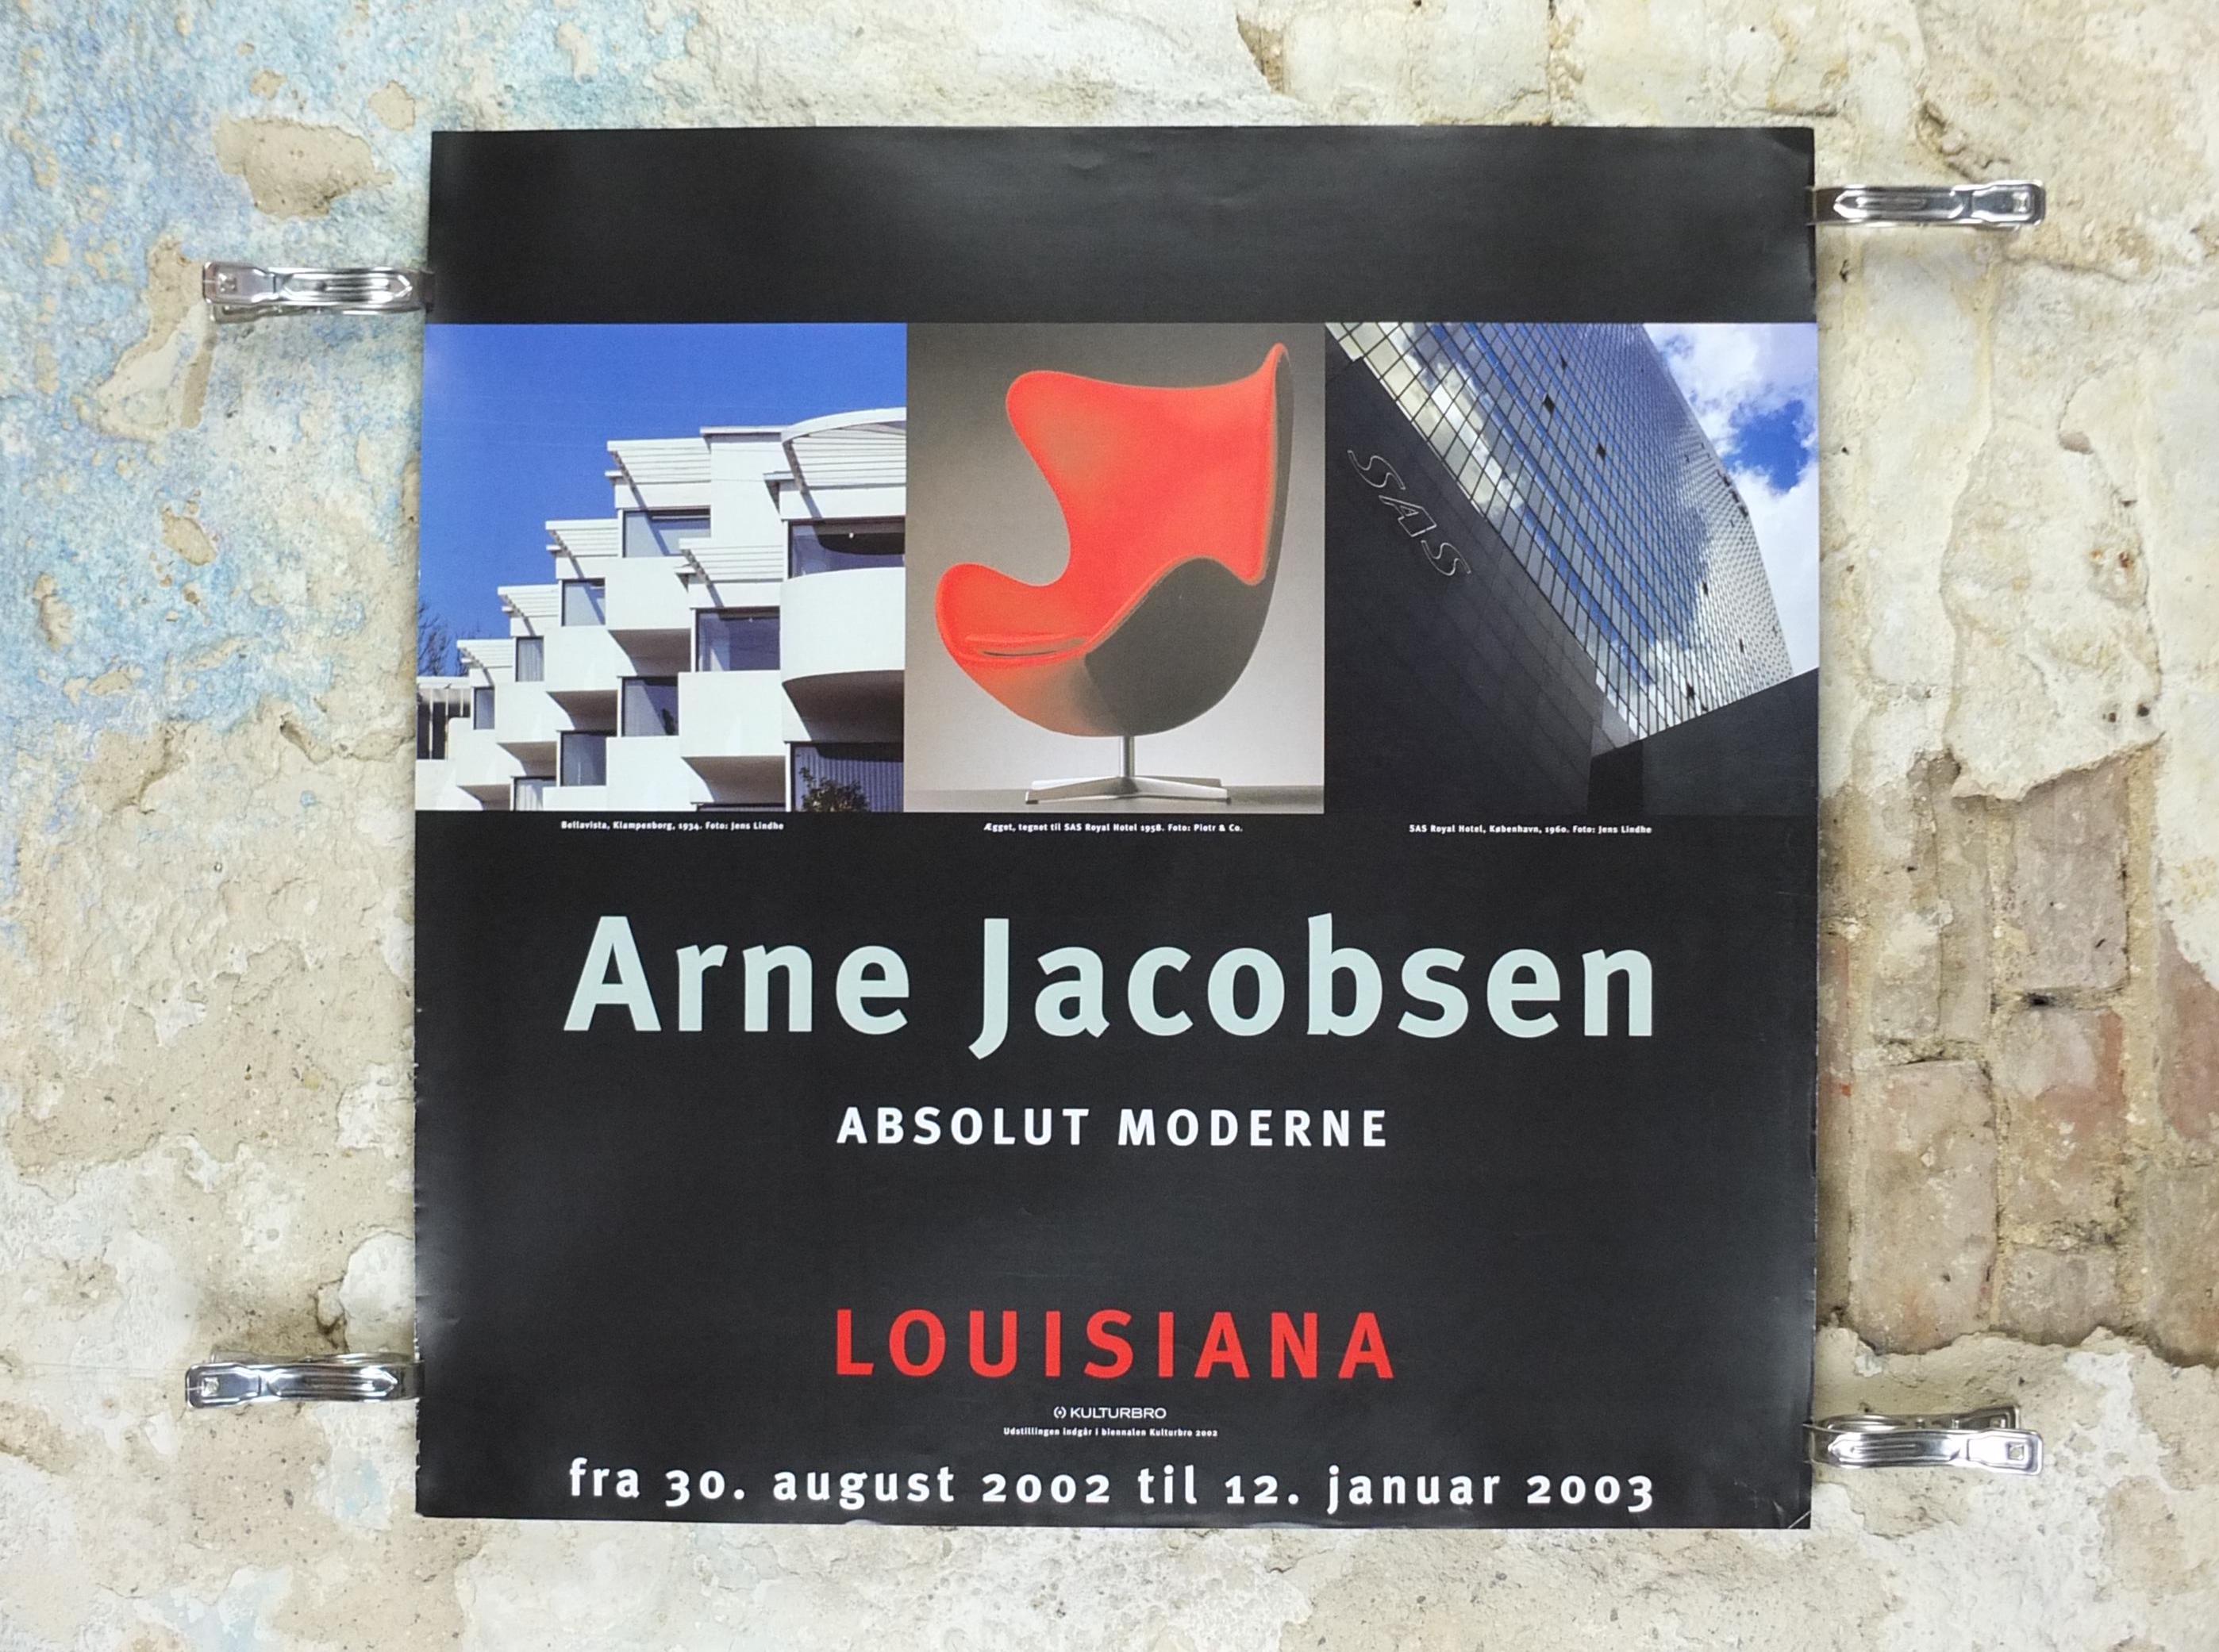 SAS
Bellavista, Klampenborg, 1934. Foto: Jens Lindhe
Ægget, tegnet til SAS Royal Hotel 1958. Foto: Piotr & Co.
SAS Royal Hotel, København, 1960. Foto: Jens Lindhe
Arne Jacobsen
ABSOLUT MODERNE
LOUISIANA
KULTURBRO
Udstillingen indgår i biennalen Kulturbro 2002
fra 30. august 2002 til 12. januar 2003